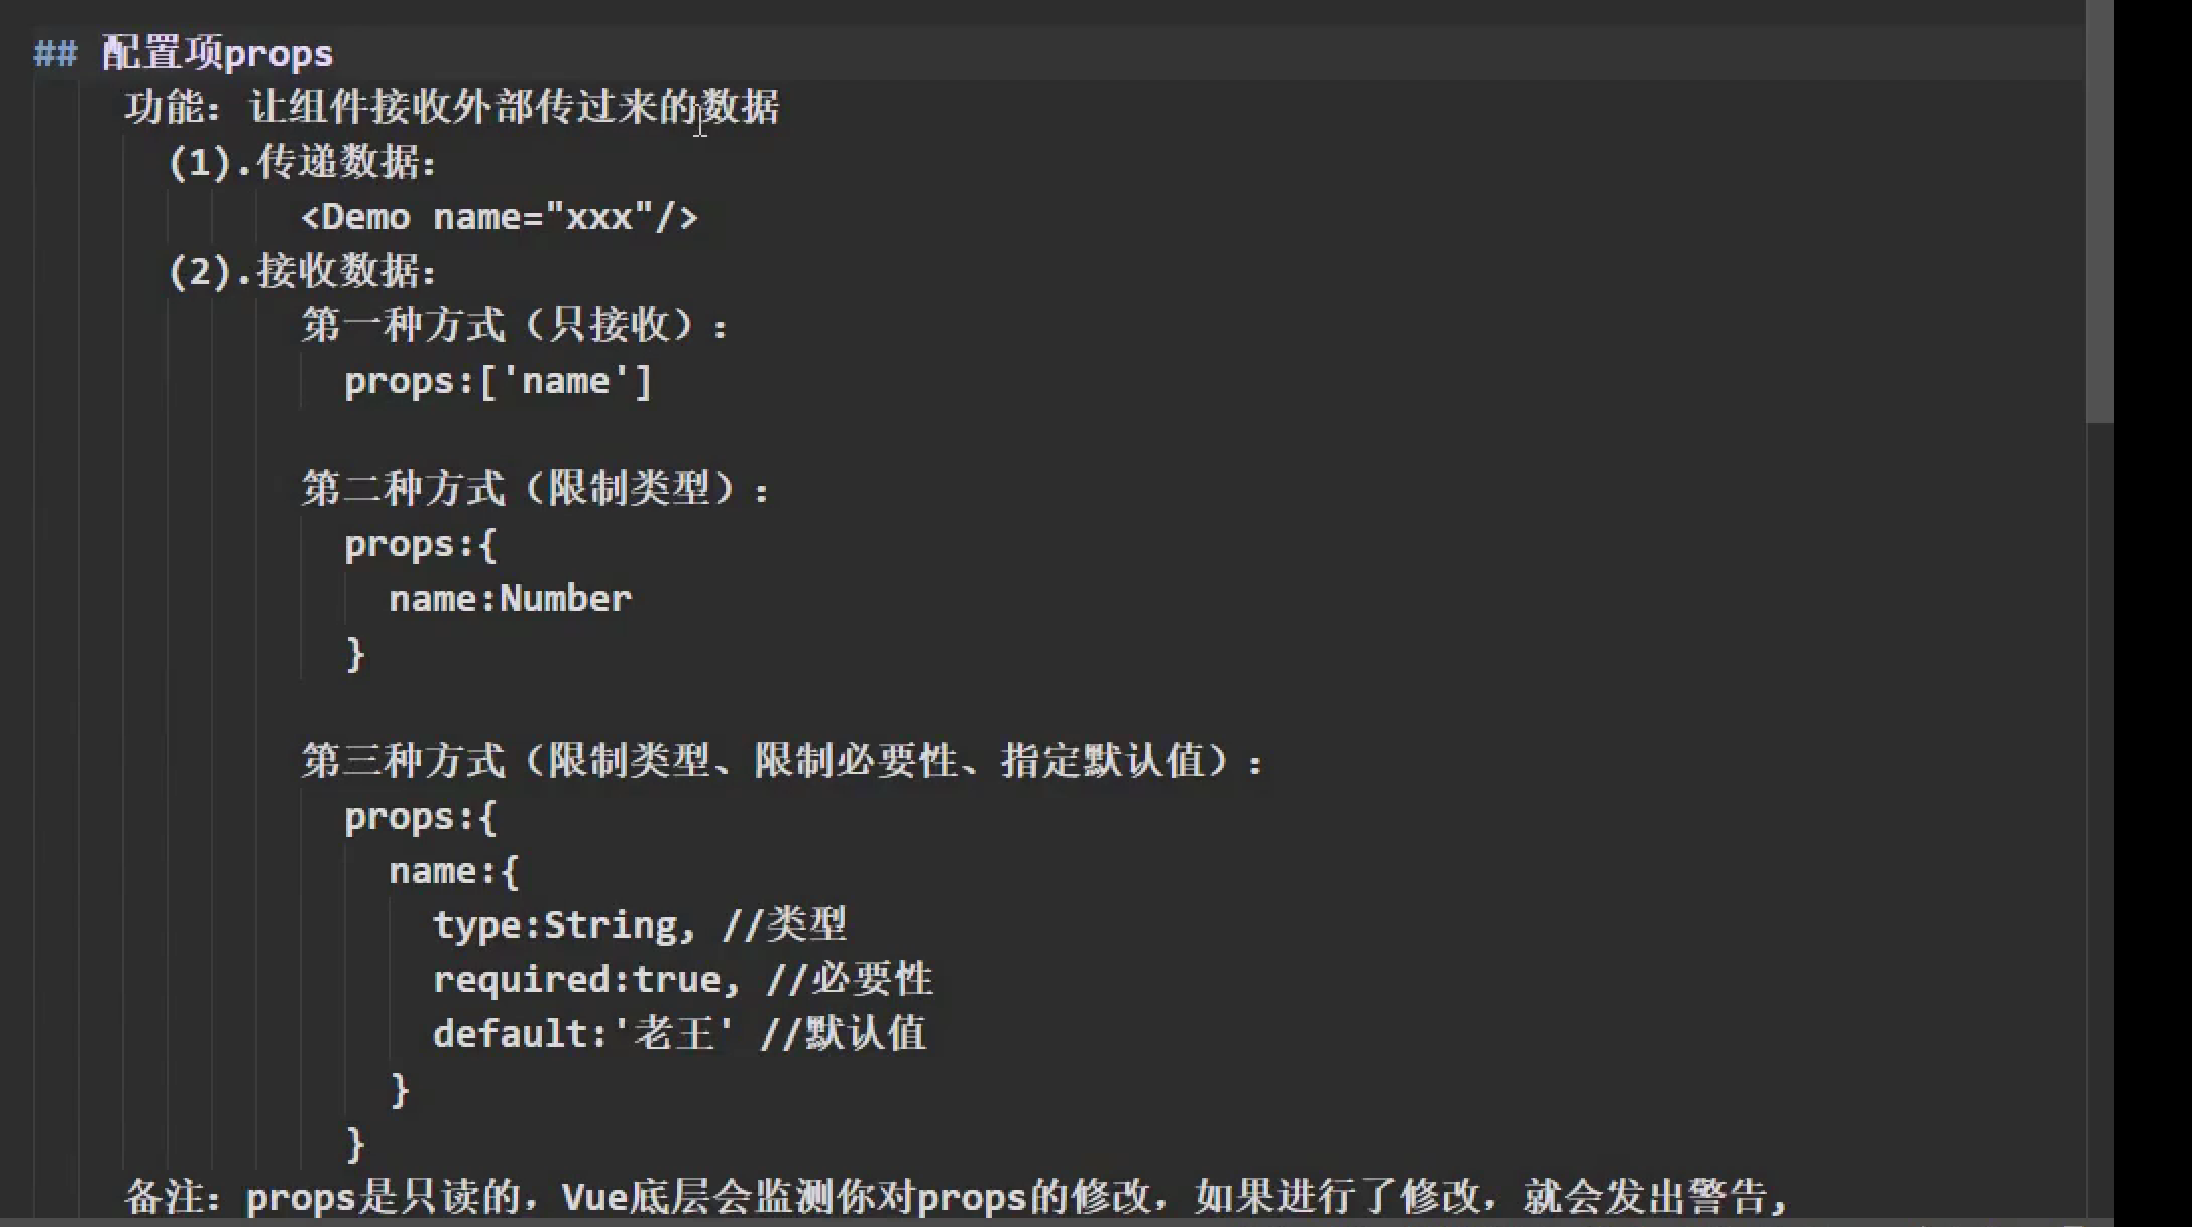 ## 配置项props
功能：让组件接收外部传过来的数据
(1).传递数据：
<Demo name="xxx"/>
(2).接收数据：
第一种方式（只接收）：
props:['name']
第二种方式（限制类型）：
props:{
name:Number
}
第三种方式（限制类型、限制必要性、指定默认值）：
props:{
name:{
type:String, //类型
required:true, //必要性
default:'老王' //默认值
}
}
备注：props是只读的，Vue底层会监测你对props的修改，如果进行了修改，就会发出警告,